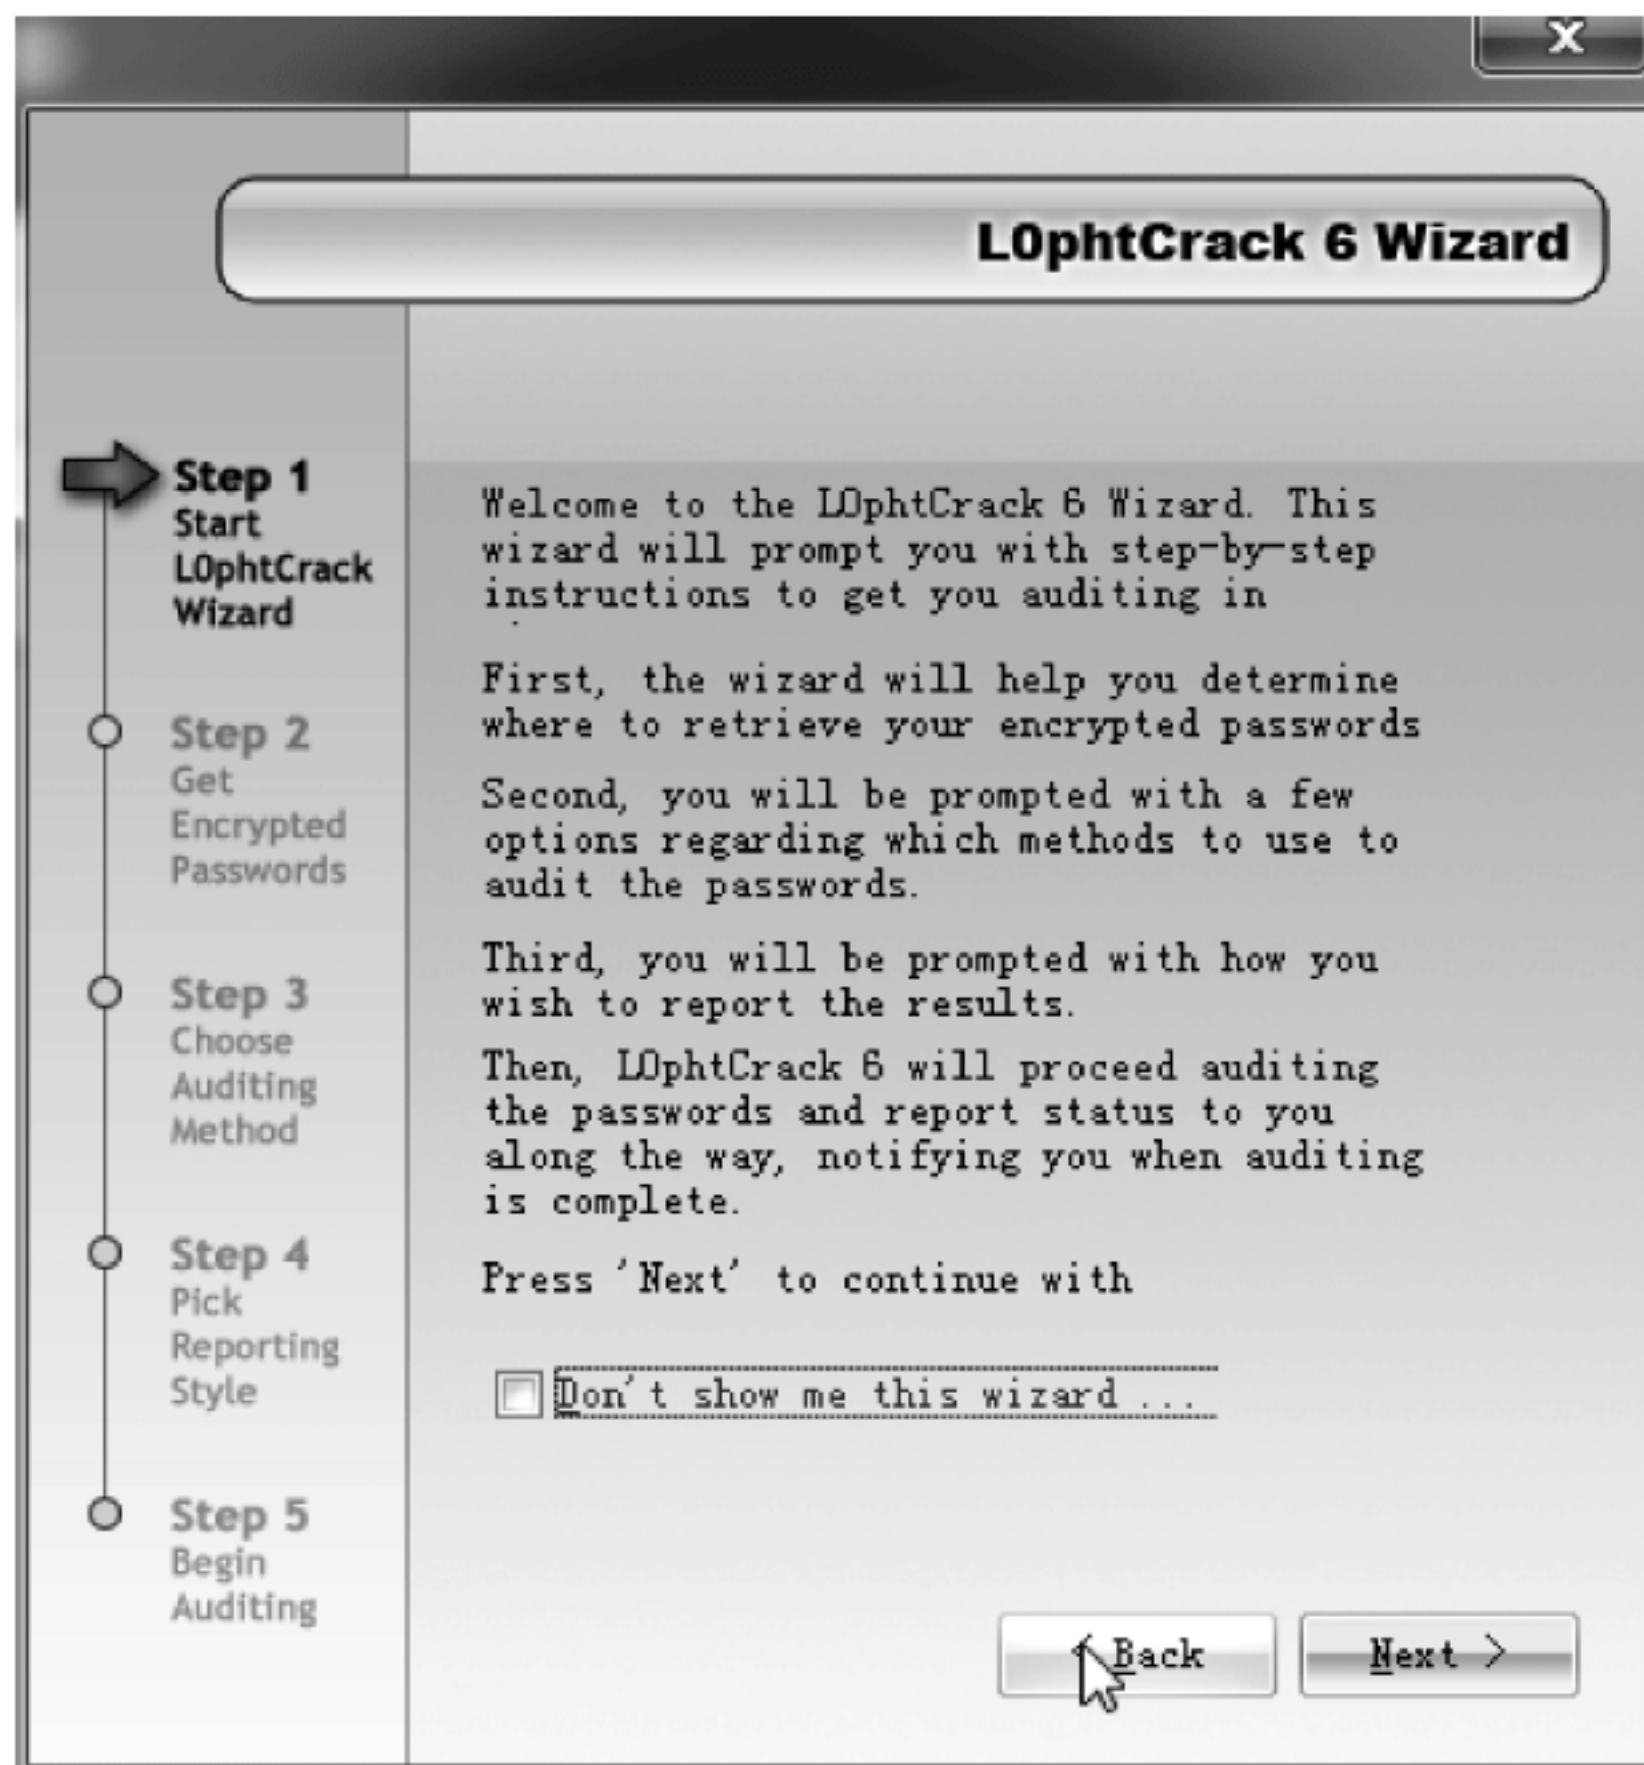 X
L0phtCrack 6 Wizard
Step 1
Start
L0phtCrack
Wizard
Step 2
Get
Encrypted
Passwords
Step 3
Choose
Auditing
Method
Step 4
Pick
Reporting
Style
Step 5
Begin
Auditing
Welcome to the L0phtCrack 6 Wizard. This
wizard will prompt you with step-by-step
instructions to get you auditing in
First, the wizard will help you determine
where to retrieve your encrypted passwords
Second, you will be prompted with a few
options regarding which methods to use to
audit the passwords.
Third, you will be prompted with how you
wish to report the results.
Then, L0phtCrack 6 will proceed auditing
the passwords and report status to you
along the way, notifying you when auditing
is complete.
Press 'Next' to continue with
Don't show me this wizard ...
< Back
Next >